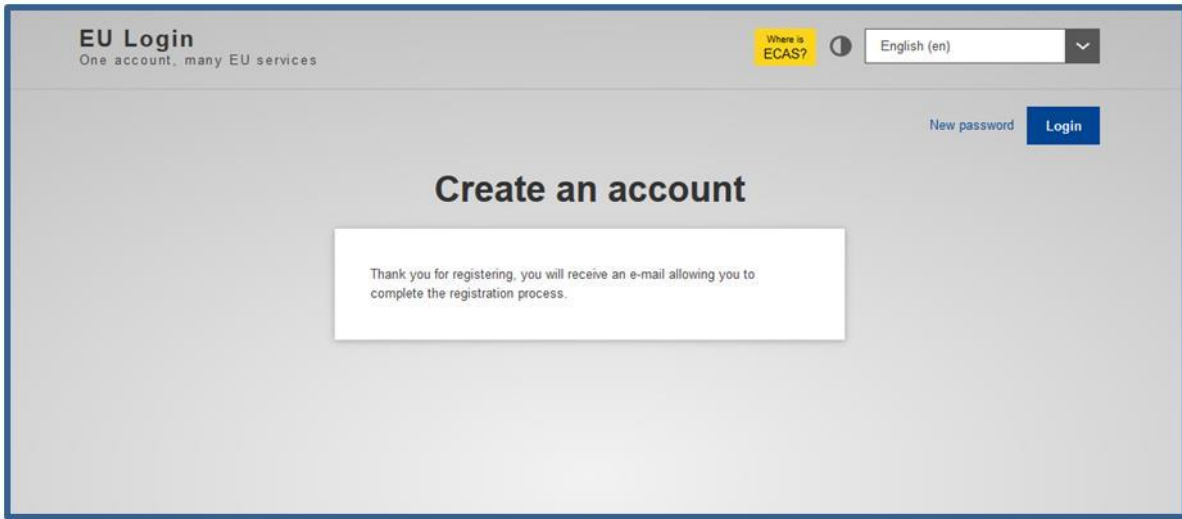 EU Login
One account, many EU services
Where is
ECAS?
English (en)
New password
Login
Create an account
Thank you for registering, you will receive an e-mail allowing you to
complete the registration process.